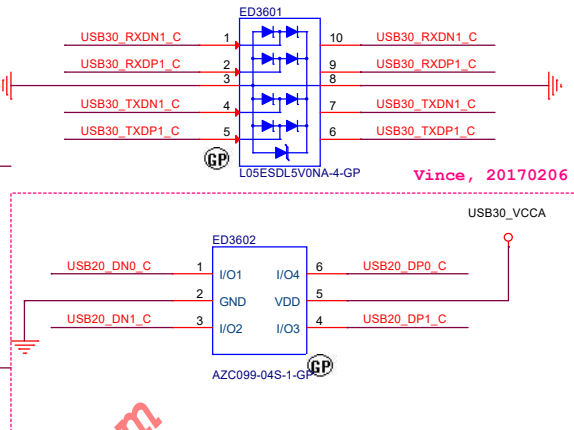 ED3601
USB30_RXDN1_C 1 10 USB30_RXDN1_C
USB30_RXDP1_C 2 9 USB30_RXDP1_C
3 8
USB30_TXDN1_C 4 7 USB30_TXDN1_C
USB30_TXDP1_C 5 6 USB30_TXDP1_C
GP
L05ESDL5V0NA-4-GP
Vince, 20170206
USB30_VCCA
ED3602
USB20_DN0_C 1 I/O1 I/O4 6 USB20_DP0_C
2 GND VDD 5
USB20_DN1_C 3 I/O2 I/O3 4 USB20_DP1_C
GP
AZC099-04S-1-GP